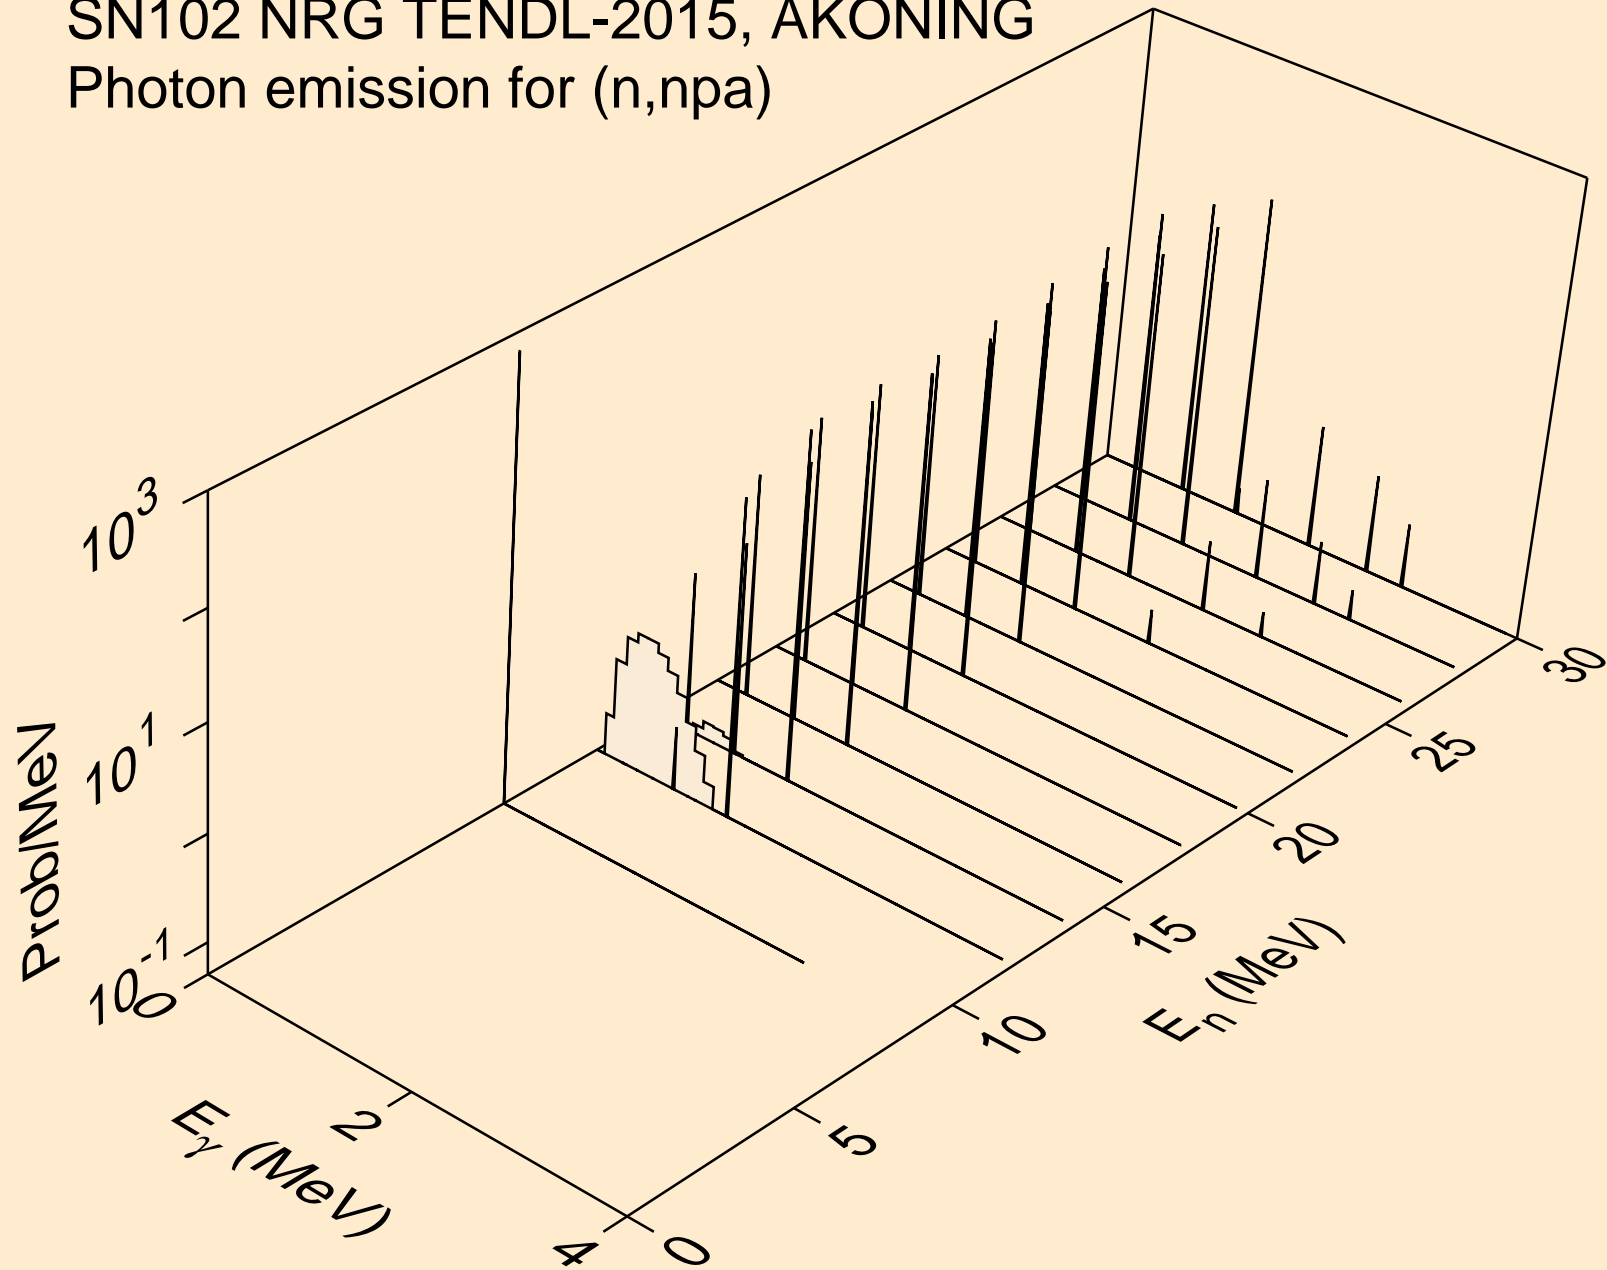 SN102 NRG TENDL-2015, AKONING
Photon emission for (n,npa)
Prob/MeV
10^3
10^1
10^-1
0
2
4
Eγ (MeV)
0
5
10
15
20
25
30
En (MeV)